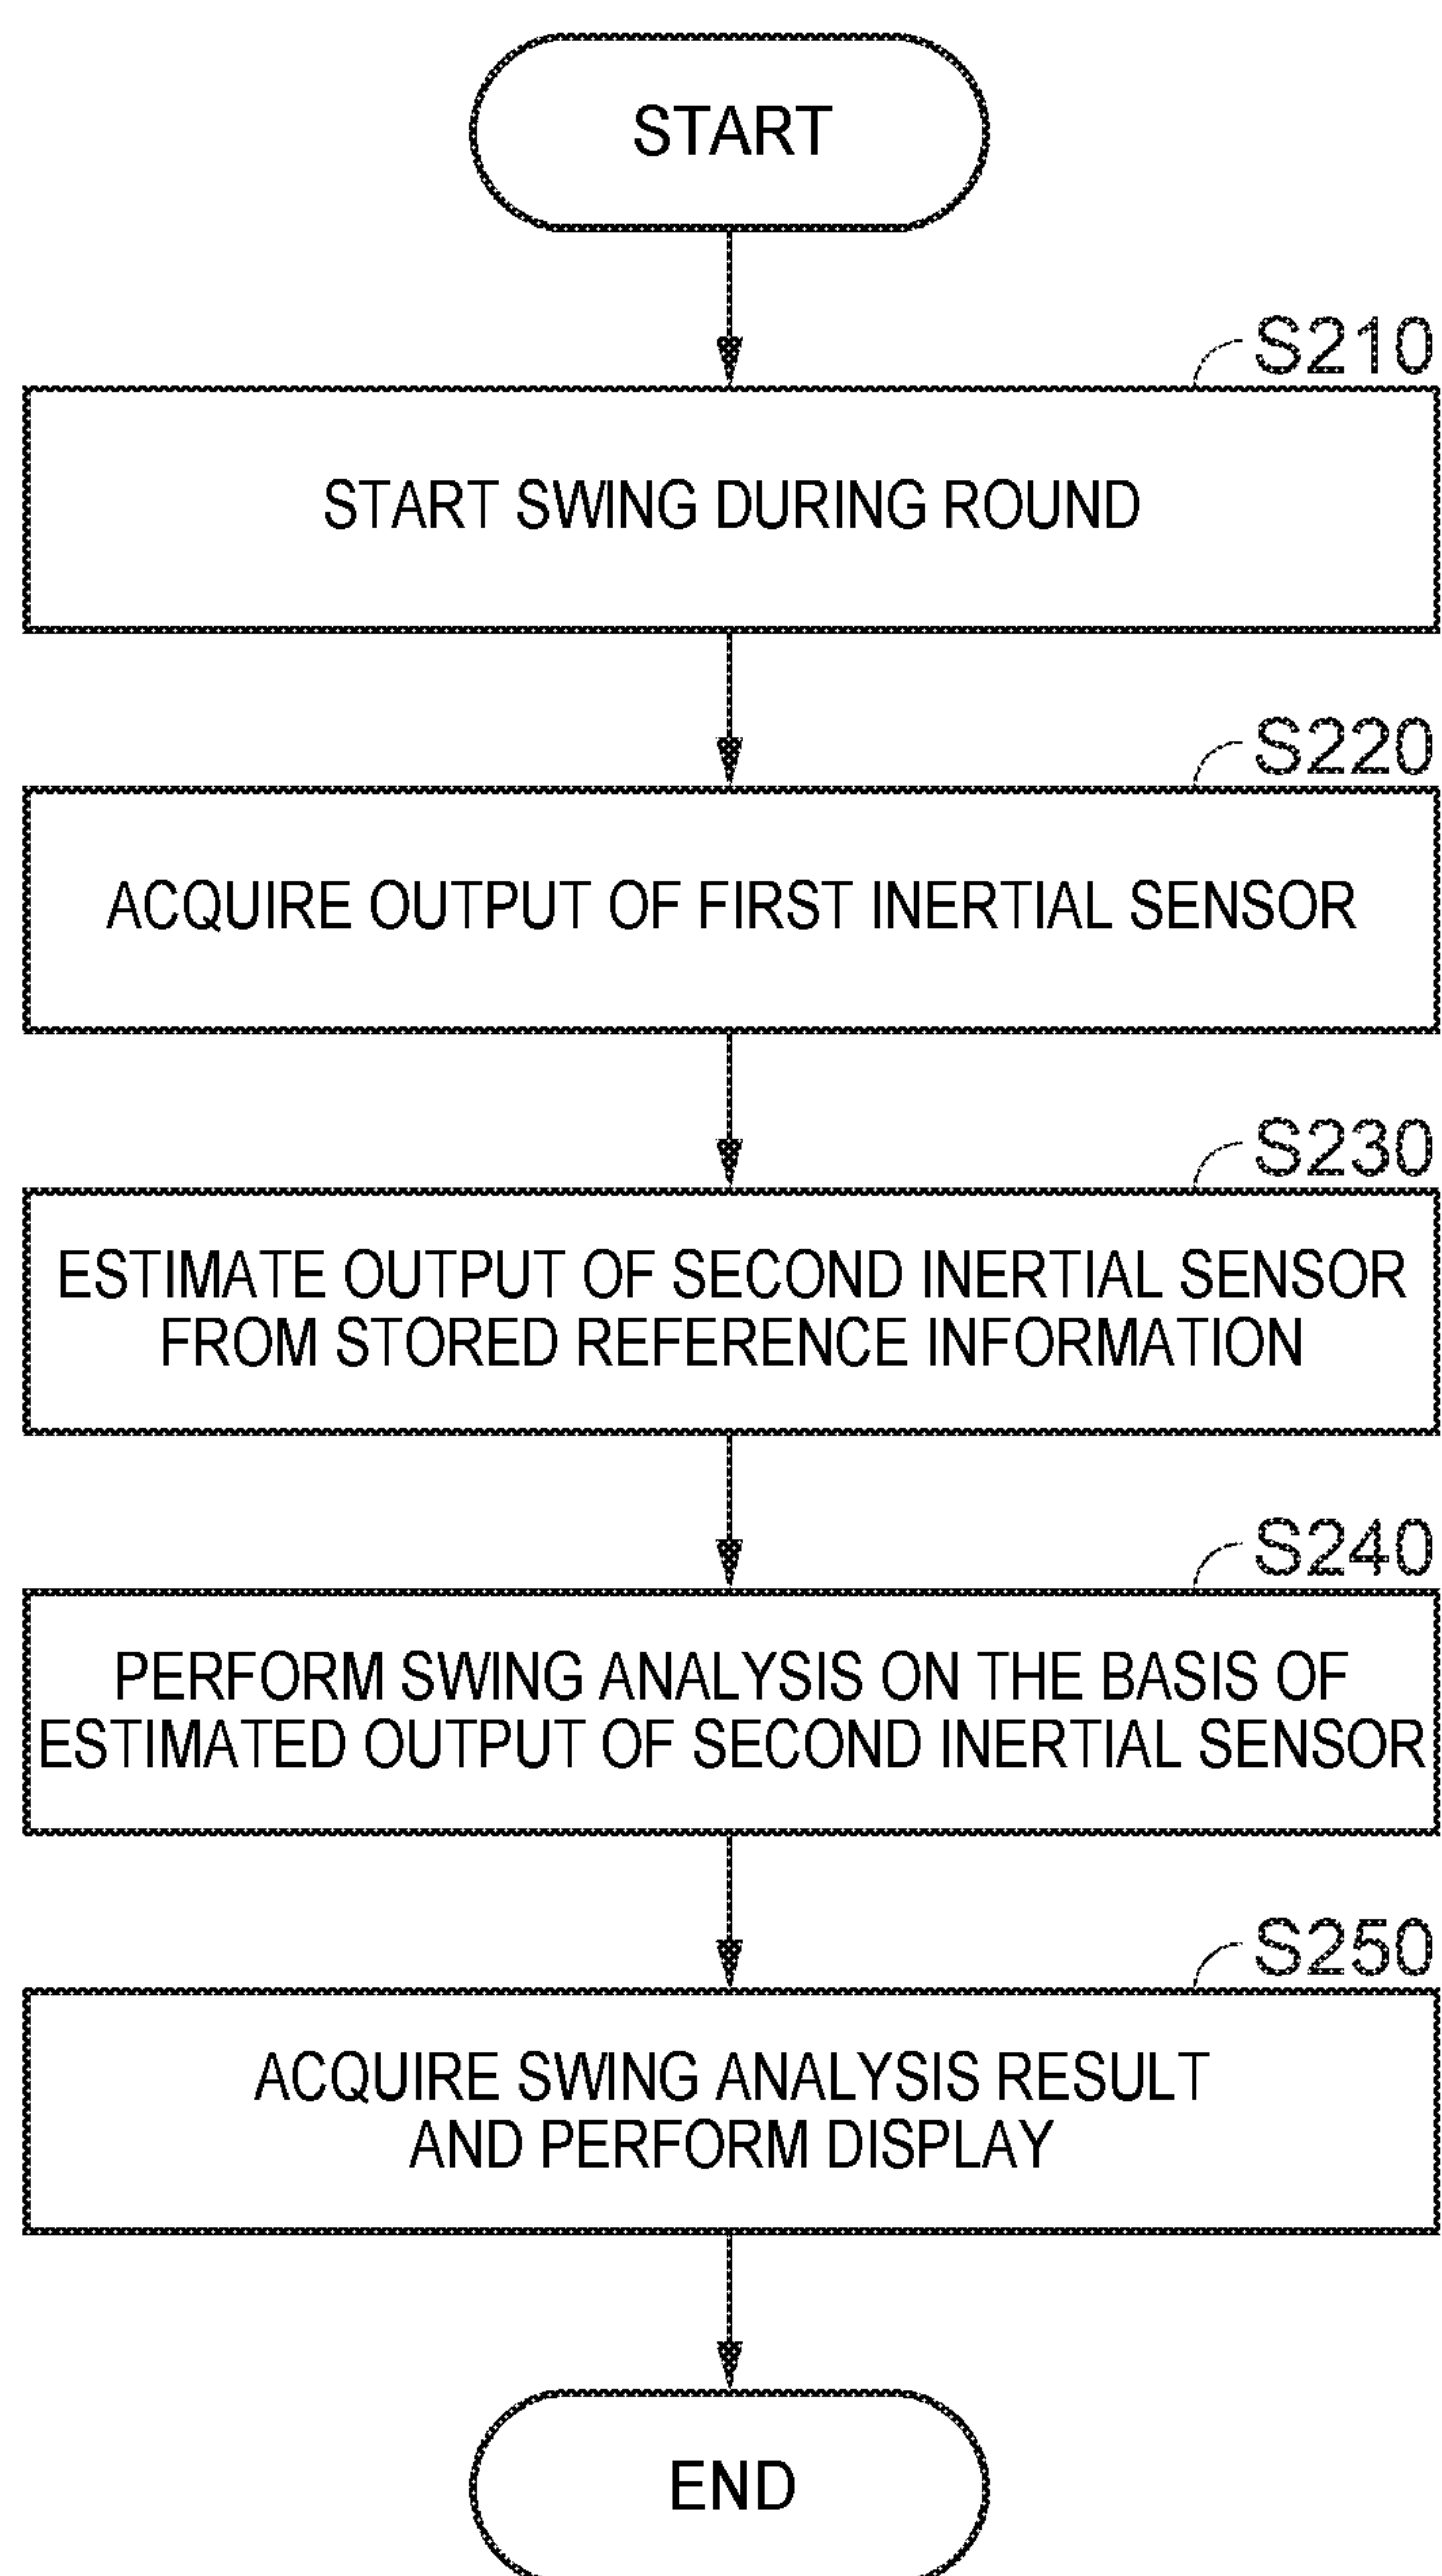 START
S210
START SWING DURING ROUND
S220
ACQUIRE OUTPUT OF FIRST INERTIAL SENSOR
S230
ESTIMATE OUTPUT OF SECOND INERTIAL SENSOR
FROM STORED REFERENCE INFORMATION
S240
PERFORM SWING ANALYSIS ON THE BASIS OF
ESTIMATED OUTPUT OF SECOND INERTIAL SENSOR
S250
ACQUIRE SWING ANALYSIS RESULT
AND PERFORM DISPLAY
END